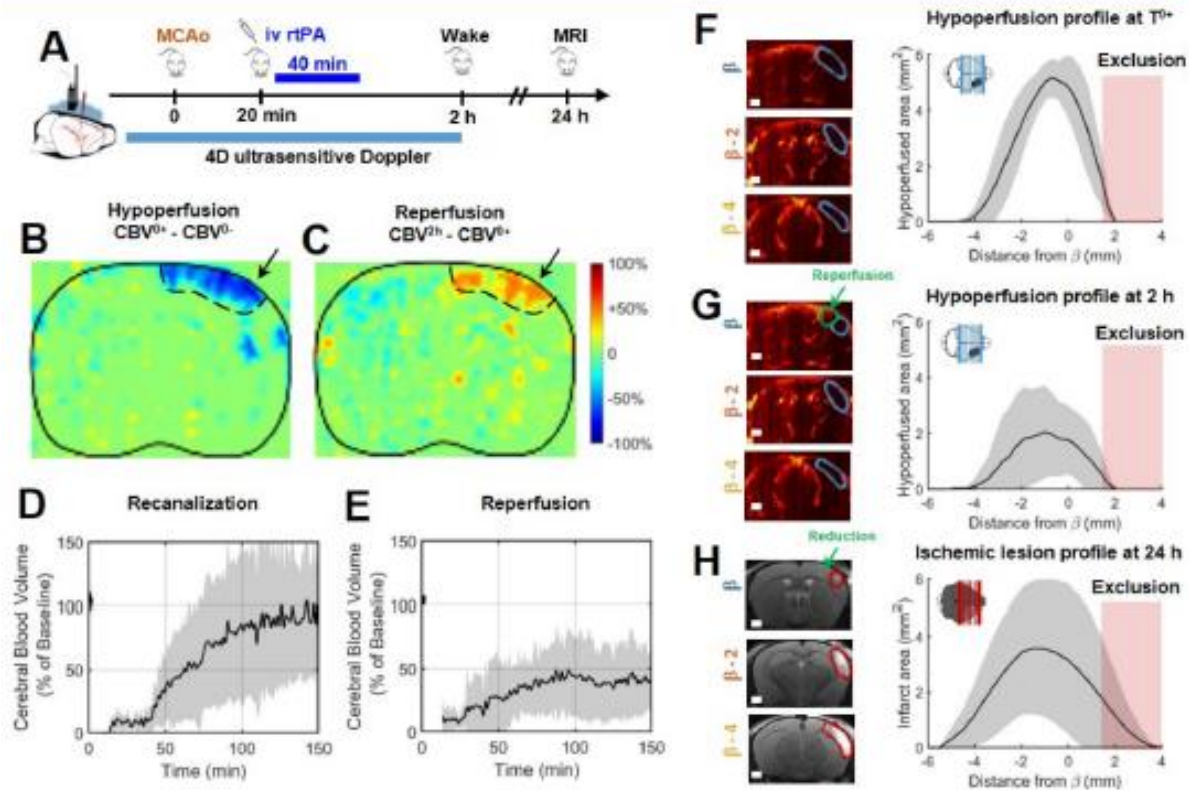 A
MCAo
iv rtPA
40 min
Wake
MRI
0
20 min
2 h
24 h
4D ultrasensitive Doppler
B
Hypoperfusion
CBV⁰⁺ - CBV⁰⁻
C
Reperfusion
CBV²ʰ - CBV⁰⁺
100%
+50%
0
-50%
-100%
D
Recanalization
Cerebral Blood Volume
(% of Base-line)
150
100
50
0
0 50 100 150
Time (min)
E
Reperfusion
Cerebral Blood Volume
(% of Baseline)
150
100
50
0
0 50 100 150
Time (min)
F
β
β - 2
β - 4
Hypoperfusion profile at T⁰⁺
Exclusion
Hypoperfused area (mm²)
6
4
2
0
-6 -4 -2 0 2 4
Distance from β (mm)
G
Reperfusion
β
β - 2
β - 4
Hypoperfusion profile at 2 h
Exclusion
Hypoperfused area (mm²)
6
4
2
0
-6 -4 -2 0 2 4
Distance from β (mm)
H
Reduction
β
β - 2
β - 4
Ischemic lesion profile at 24 h
Exclusion
Infarct area (mm²)
6
4
2
0
-6 -4 -2 0 2 4
Distance from β (mm)